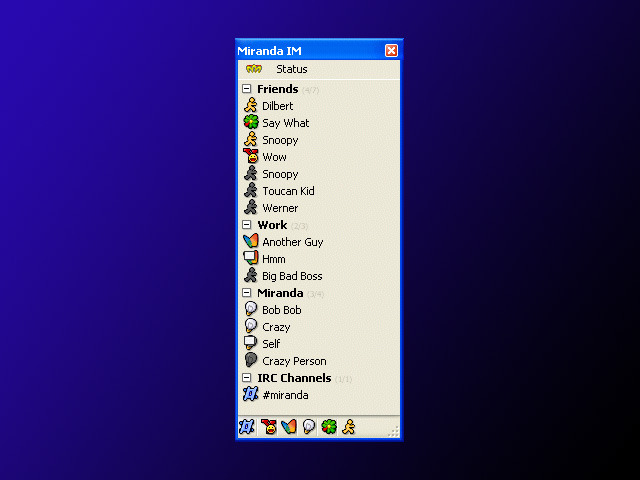 Miranda IM
Status
Friends (4/7)
Dilbert
Say What
Snoopy
Wow
Snoopy
Toucan Kid
Werner
Work (2/3)
Another Guy
Hmm
Big Bad Boss
Miranda (3/4)
Bob Bob
Crazy
Self
Crazy Person
IRC Channels (1/1)
#miranda